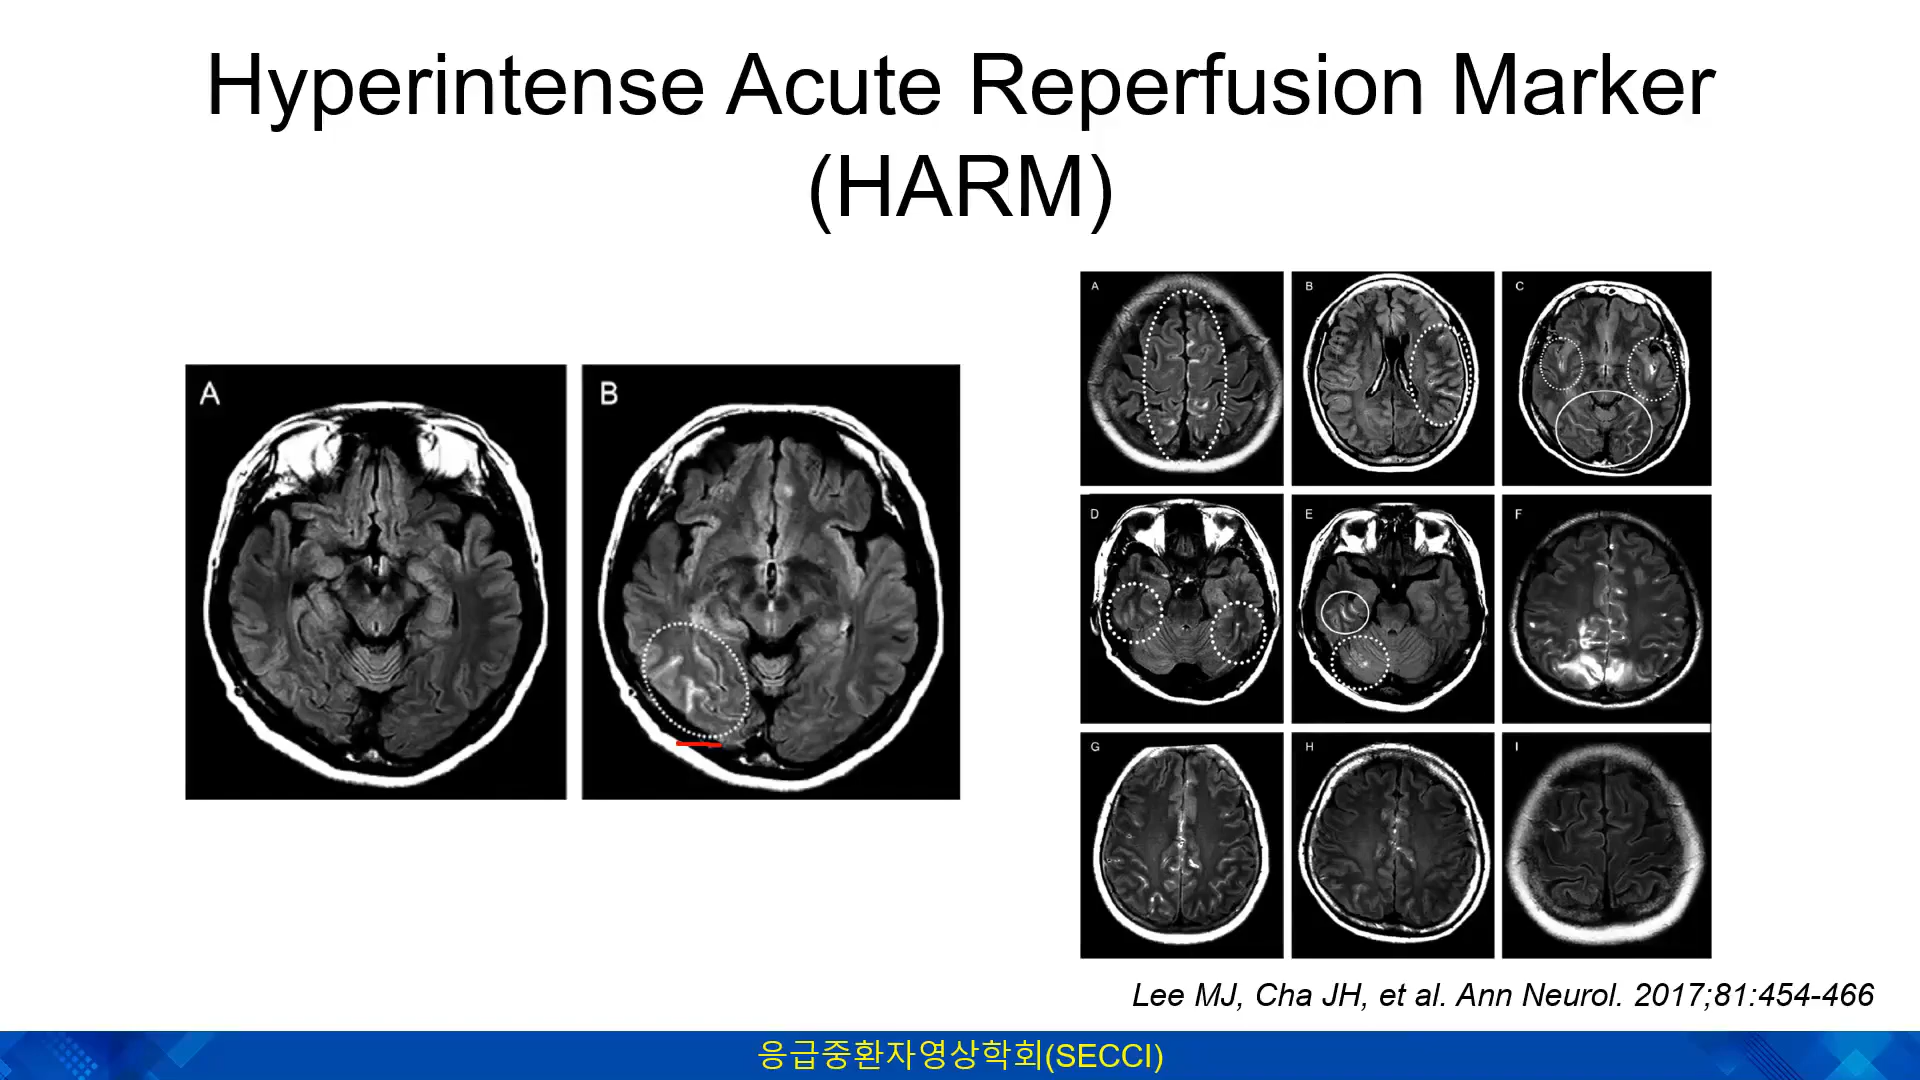 Hyperintense Acute Reperfusion Marker
(HARM)
A
B
A
B
C
D
E
F
G
H
I
Lee MJ, Cha JH, et al. Ann Neurol. 2017;81:454-466
응급중환자영상학회(SECCI)